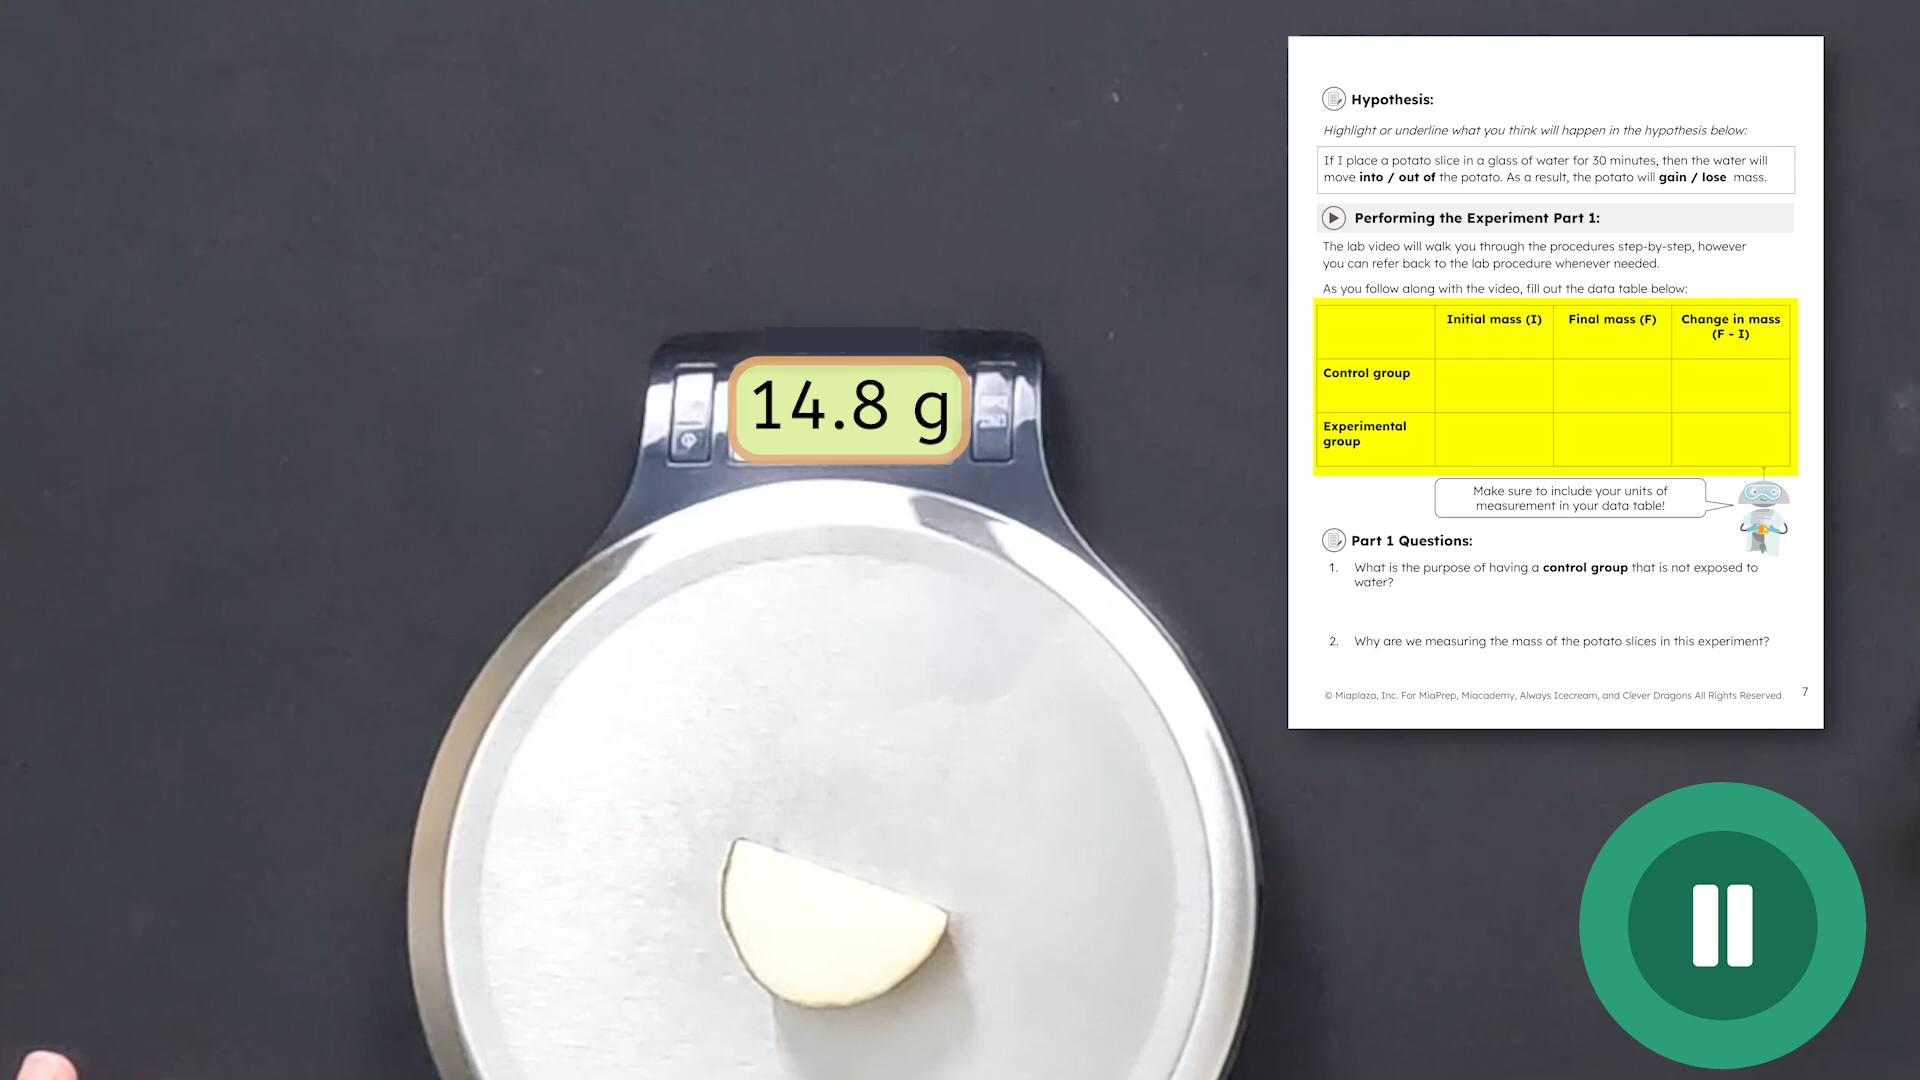 14.8 g
Hypothesis:
Highlight or underline what you think will happen in the hypothesis below:
If I place a potato slice in a glass of water for 30 minutes, then the water will
move into / out of the potato. As a result, the potato will gain / lose mass.
Performing the Experiment Part 1:
The lab video will walk you through the procedures step-by-step, however
you can refer back to the lab procedure whenever needed.
As you follow along with the video, fill out the data table below:
Initial mass (I) Final mass (F) Change in mass
(F - I)
Control group
Experimental
group
Make sure to include your units of
measurement in your data table!
Part 1 Questions:
1. What is the purpose of having a control group that is not exposed to
water?
2. Why are we measuring the mass of the potato slices in this experiment?
© Miaplaza, Inc. For MiaPrep, Miacademy, Always Icecream, and Clever Dragons All Rights Reserved 7